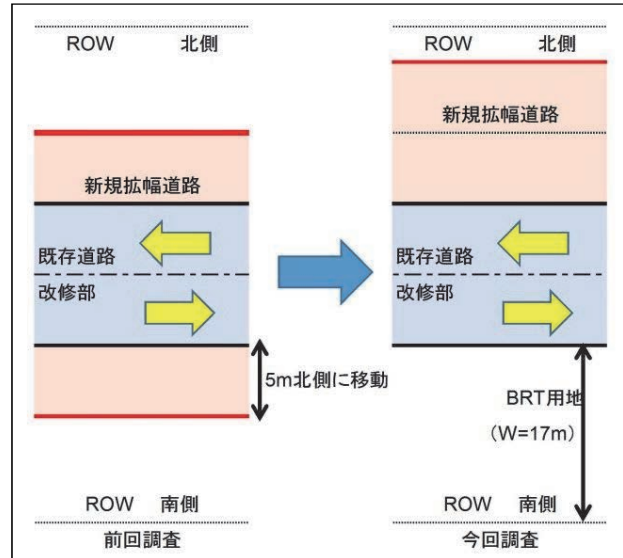 ROW 北側
新規拡幅道路
既存道路
改修部
5m北側に移動
ROW 南側
前回調査
ROW 北側
新規拡幅道路
既存道路
改修部
BRT用地
(W=17m)
ROW 南側
今回調査